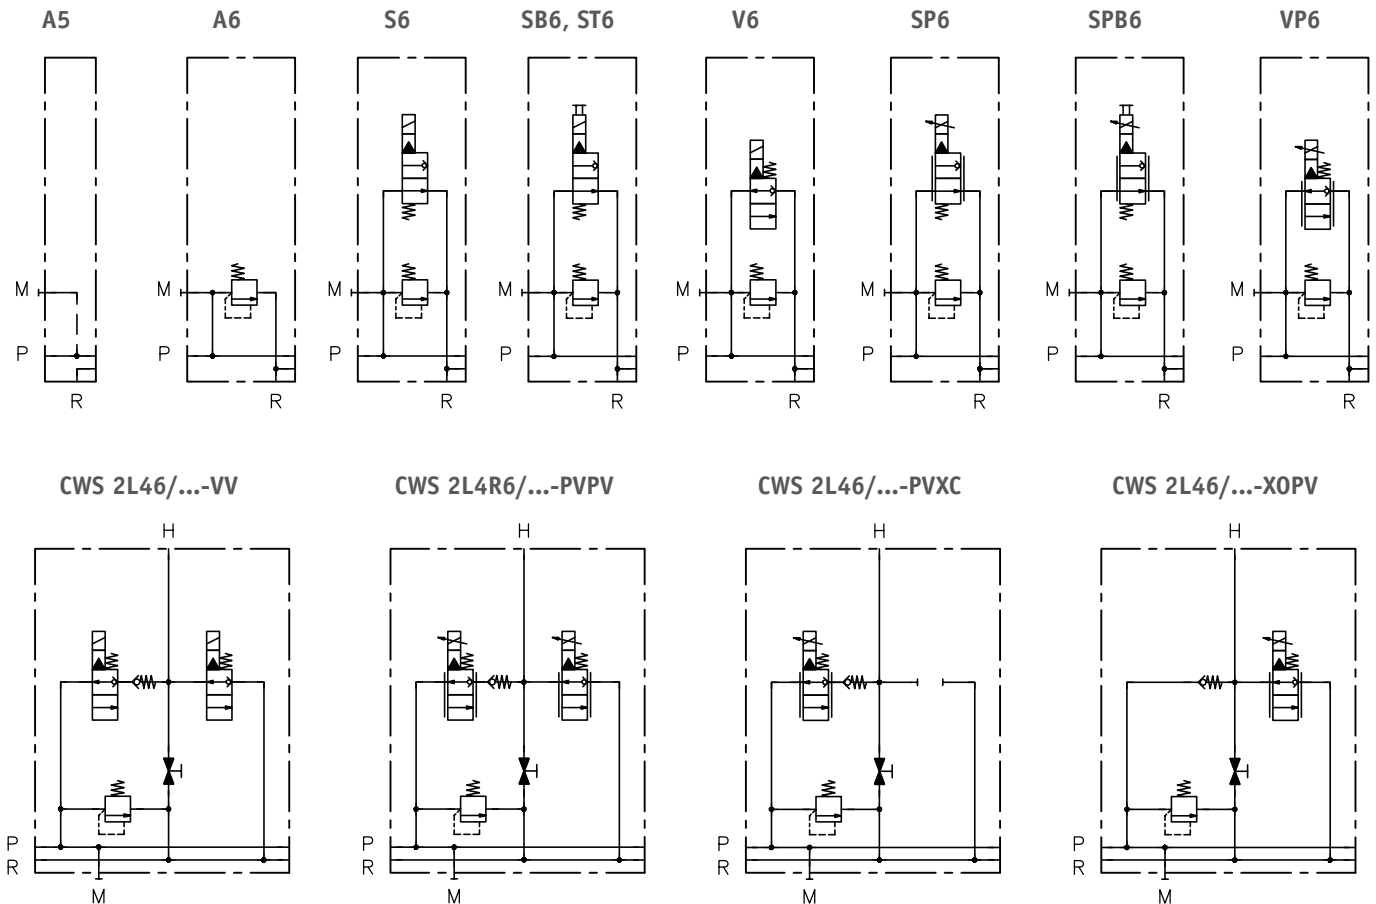 A5 A6 S6 SB6, ST6 V6 SP6 SPB6 VP6
M M M M M M M M
P P P P P P P P
R R R R R R R R
CWS 2L46/...-VV CWS 2L4R6/...-PVPV CWS 2L46/...-PVXC CWS 2L46/...-XOPV
H H H H
P P P P
R R R R
M M M M